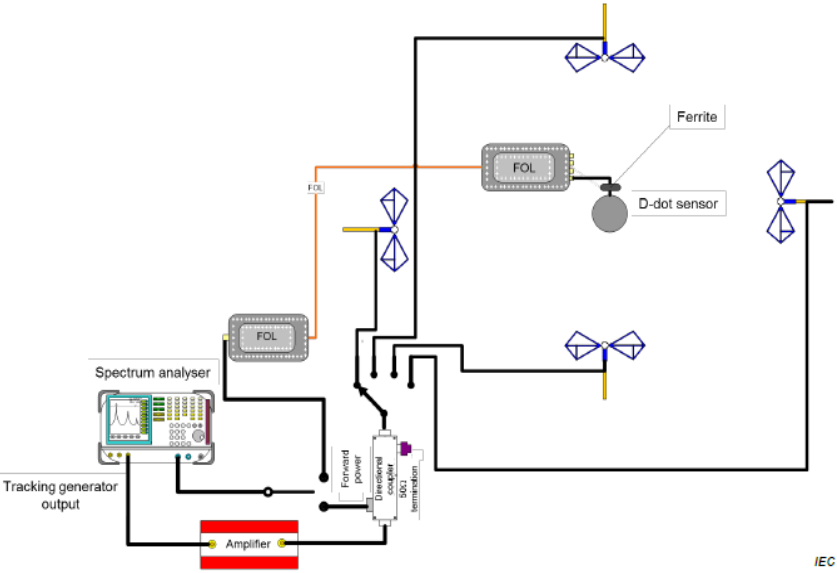 Ferrite
FOL
D-dot sensor
FOL
FOL
Spectrum analyser
Forward
power
Directional
coupler
50Ω
termination
Tracking generator
output
Amplifier
IEC